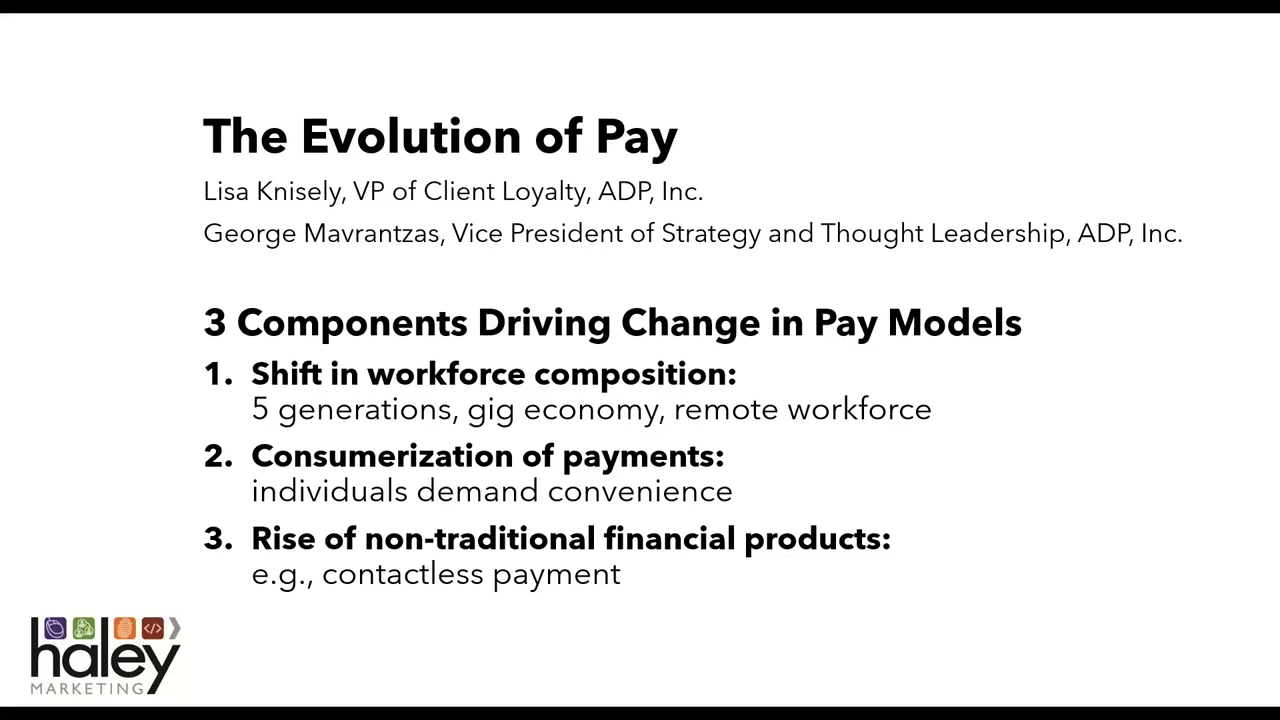 The Evolution of Pay
Lisa Knisely, VP of Client Loyalty, ADP, Inc.
George Mavrantzas, Vice President of Strategy and Thought Leadership, ADP, Inc.
3 Components Driving Change in Pay Models
1. Shift in workforce composition:
5 generations, gig economy, remote workforce
2. Consumerization of payments:
individuals demand convenience
3. Rise of non-traditional financial products:
e.g., contactless payment
</>
haley
MARKETING